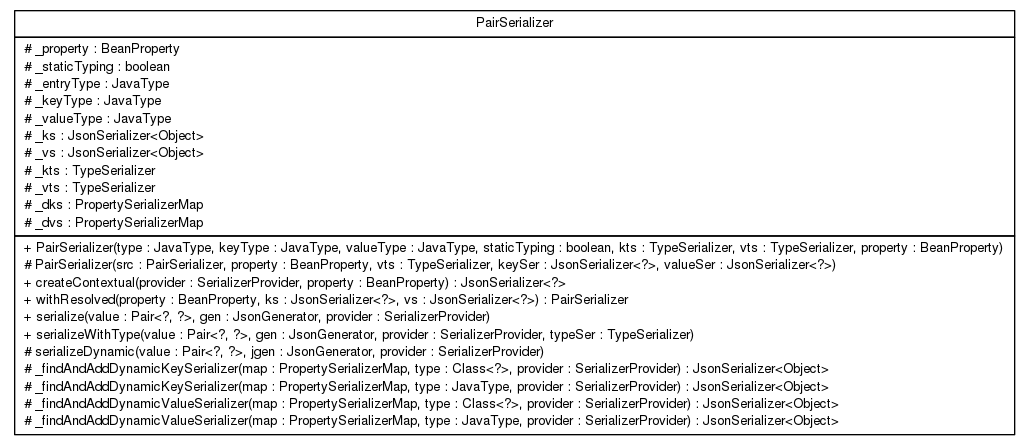 PairSerializer
# _property : BeanProperty
# _staticTyping : boolean
# _entryType : JavaType
# _keyType : JavaType
# _valueType : JavaType
# _ks : JsonSerializer<Object>
# _vs : JsonSerializer<Object>
# _kts : TypeSerializer
# _vts : TypeSerializer
# _dks : PropertySerializerMap
# _dvs : PropertySerializerMap
+ PairSerializer(type : JavaType, keyType : JavaType, valueType : JavaType, staticTyping : boolean, kts : TypeSerializer, vts : TypeSerializer, property : BeanProperty)
# PairSerializer(src : PairSerializer, property : BeanProperty, vts : TypeSerializer, keySer : JsonSerializer<?>, valueSer : JsonSerializer<?>)
+ createContextual(provider : SerializerProvider, property : BeanProperty) : JsonSerializer<?>
+ withResolved(property : BeanProperty, ks : JsonSerializer<?>, vs : JsonSerializer<?>) : PairSerializer
+ serialize(value : Pair<?, ?>, gen : JsonGenerator, provider : SerializerProvider)
+ serializeWithType(value : Pair<?, ?>, gen : JsonGenerator, provider : SerializerProvider, typeSer : TypeSerializer)
# serializeDynamic(value : Pair<?, ?>, jgen : JsonGenerator, provider : SerializerProvider)
# _findAndAddDynamicKeySerializer(map : PropertySerializerMap, type : Class<?>, provider : SerializerProvider) : JsonSerializer<Object>
# _findAndAddDynamicKeySerializer(map : PropertySerializerMap, type : JavaType, provider : SerializerProvider) : JsonSerializer<Object>
# _findAndAddDynamicValueSerializer(map : PropertySerializerMap, type : Class<?>, provider : SerializerProvider) : JsonSerializer<Object>
# _findAndAddDynamicValueSerializer(map : PropertySerializerMap, type : JavaType, provider : SerializerProvider) : JsonSerializer<Object>